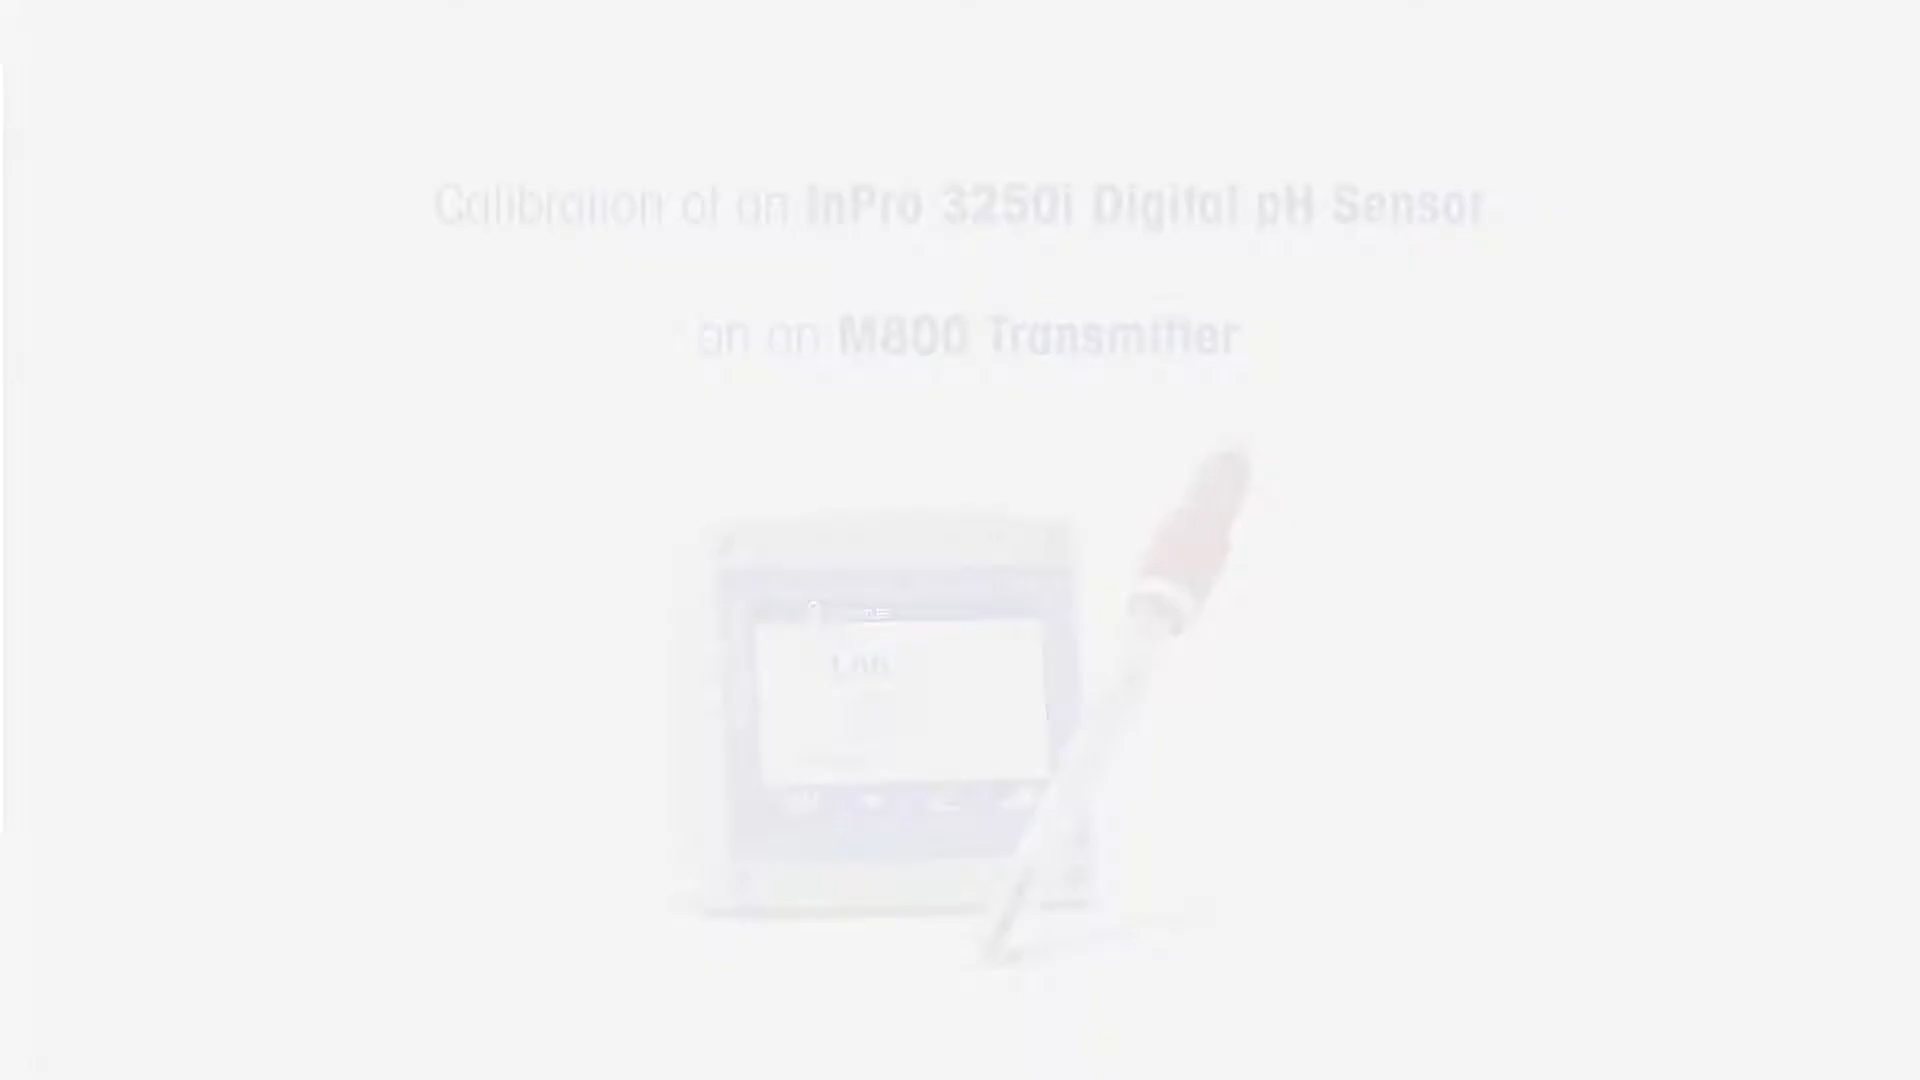 Calibration of an InPro 3250i Digital pH Sensor
on an M800 Transmitter